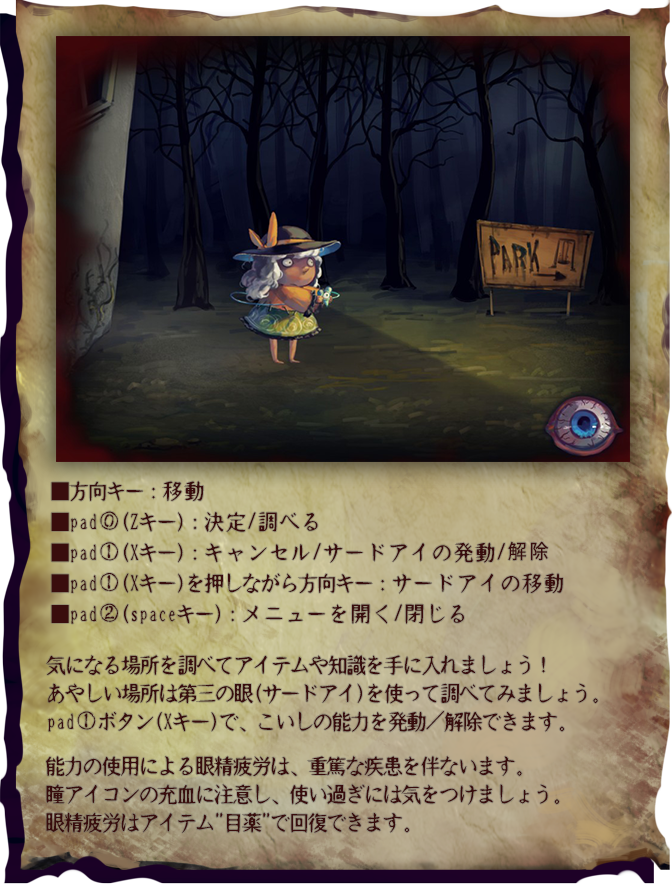 PARK
■方向キー：移動
■pad⓪(Zキー)：決定/調べる
■pad①(Xキー)：キャンセル/サードアイの発動/解除
■pad①(Xキー)を押しながら方向キー：サードアイの移動
■pad②(spaceキー)：メニューを開く/閉じる
気になる場所を調べてアイテムや知識を手に入れましょう！
あやしい場所は第三の眼(サードアイ)を使って調べてみましょう。
pad①ボタン(Xキー)で、こいしの能力を発動／解除できます。
能力の使用による眼精疲労は、重篤な疾患を伴ないます。
瞳アイコンの充血に注意し、使い過ぎには気をつけましょう。
眼精疲労はアイテム"目薬"で回復できます。